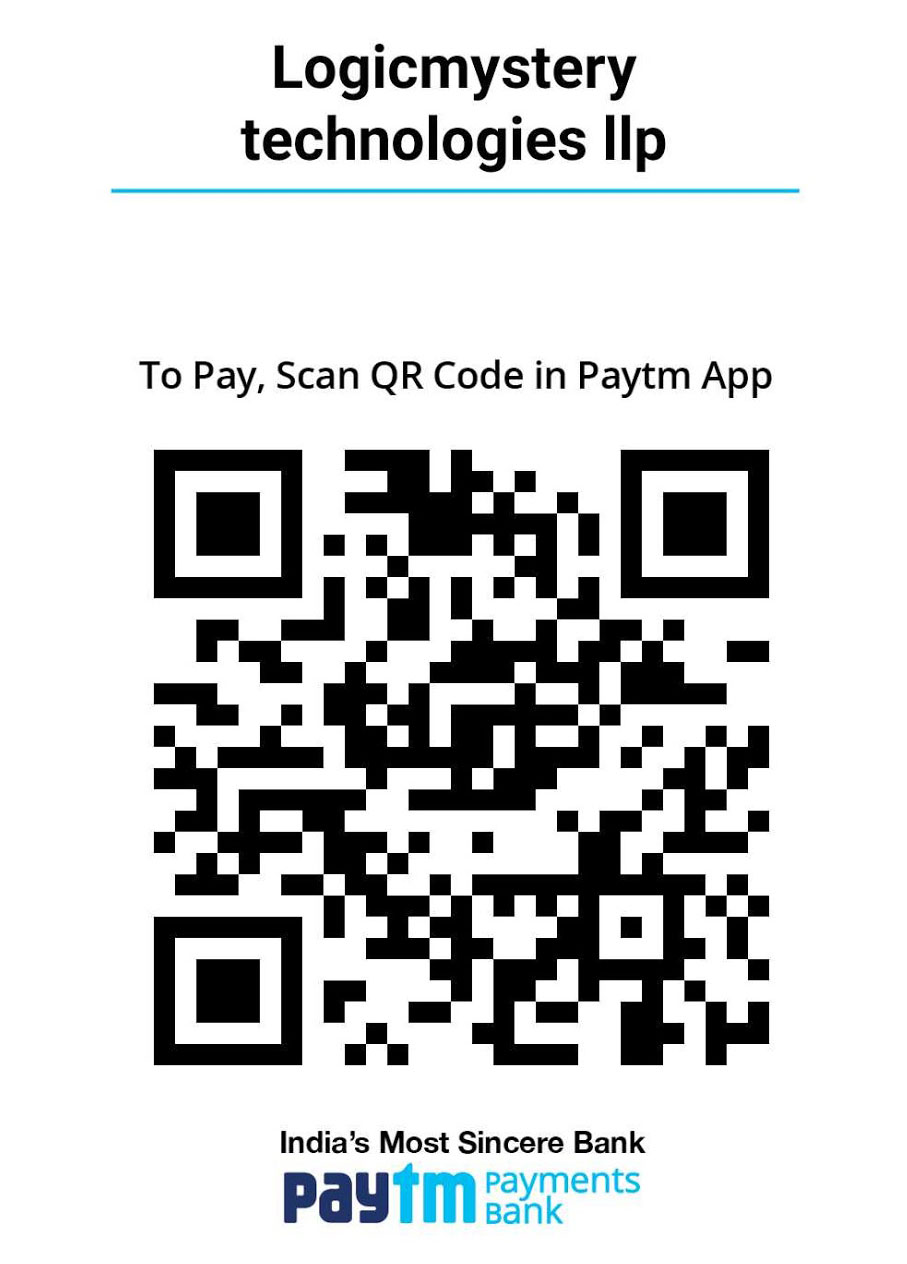 Logicmystery
technologies llp
To Pay, Scan QR Code in Paytm App
India's Most Sincere Bank
paytm Payments
Bank